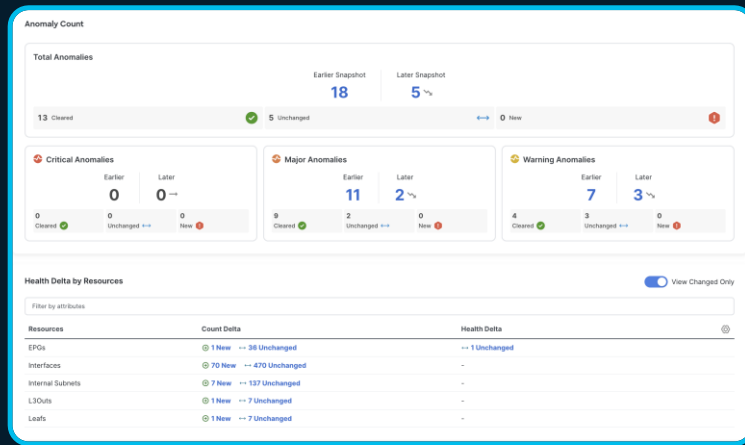 Anomaly Count
Total Anomalies
Earlier Snapshot Later Snapshot
18 5
13 Cleared 5 Unchanged 0 New
Critical Anomalies
Earlier Later
0 0
0 0 0
Cleared Unchanged New
Major Anomalies
Earlier Later
11 2
9 2 0
Cleared Unchanged New
Warning Anomalies
Earlier Later
7 3
4 3 0
Cleared Unchanged New
Health Delta by Resources View Changed Only
Filter by attributes
Resources Count Delta Health Delta
EPGs 1 New 36 Unchanged 1 Unchanged
Interfaces 70 New 470 Unchanged -
Internal Subnets 7 New 137 Unchanged -
L3Outs 1 New 7 Unchanged -
Leafs 1 New 7 Unchanged -